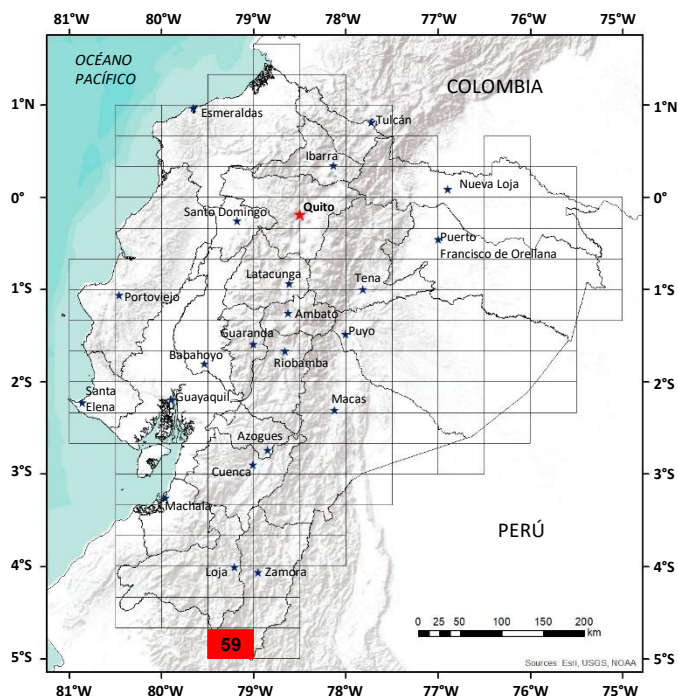 81°W 80°W 79°W 78°W 77°W 76°W 75°W
OCÉANO
PACÍFICO
COLOMBIA
1°N
1°N
Esmeraldas
Tulcán
Ibarra
Nueva Loja
0°
0°
Santo Domingo
Quito
Puerto
Francisco de Orellana
Latacunga
Tena
1°S
1°S
Portoviejo
Ambato
Guaranda
Puyo
Babahoyo
Riobamba
2°S
2°S
Santa
Elena
Guayaquil
Macas
Azogues
3°S
3°S
Cuenca
Machala
PERÚ
4°S
4°S
Loja
Zamora
0 25 50 100 150 200
km
59
5°S
5°S
Sources: Esri, USGS, NOAA
81°W 80°W 79°W 78°W 77°W 76°W 75°W